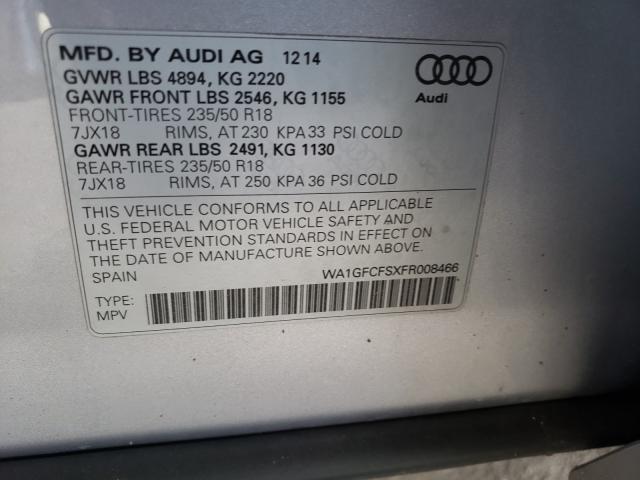 MFD. BY AUDI AG 12 14
GVWR LBS 4894, KG 2220
GAWR FRONT LBS 2546, KG 1155
FRONT-TIRES 235/50 R18
7JX18 RIMS, AT 230 KPA 33 PSI COLD
GAWR REAR LBS 2491, KG 1130
REAR-TIRES 235/50 R18
7JX18 RIMS, AT 250 KPA 36 PSI COLD
Audi
THIS VEHICLE CONFORMS TO ALL APPLICABLE
U.S. FEDERAL MOTOR VEHICLE SAFETY AND
THEFT PREVENTION STANDARDS IN EFFECT ON
THE DATE OF MANUFACTURE SHOWN ABOVE.
SPAIN WA1GFCFSXFR008466
TYPE:
MPV